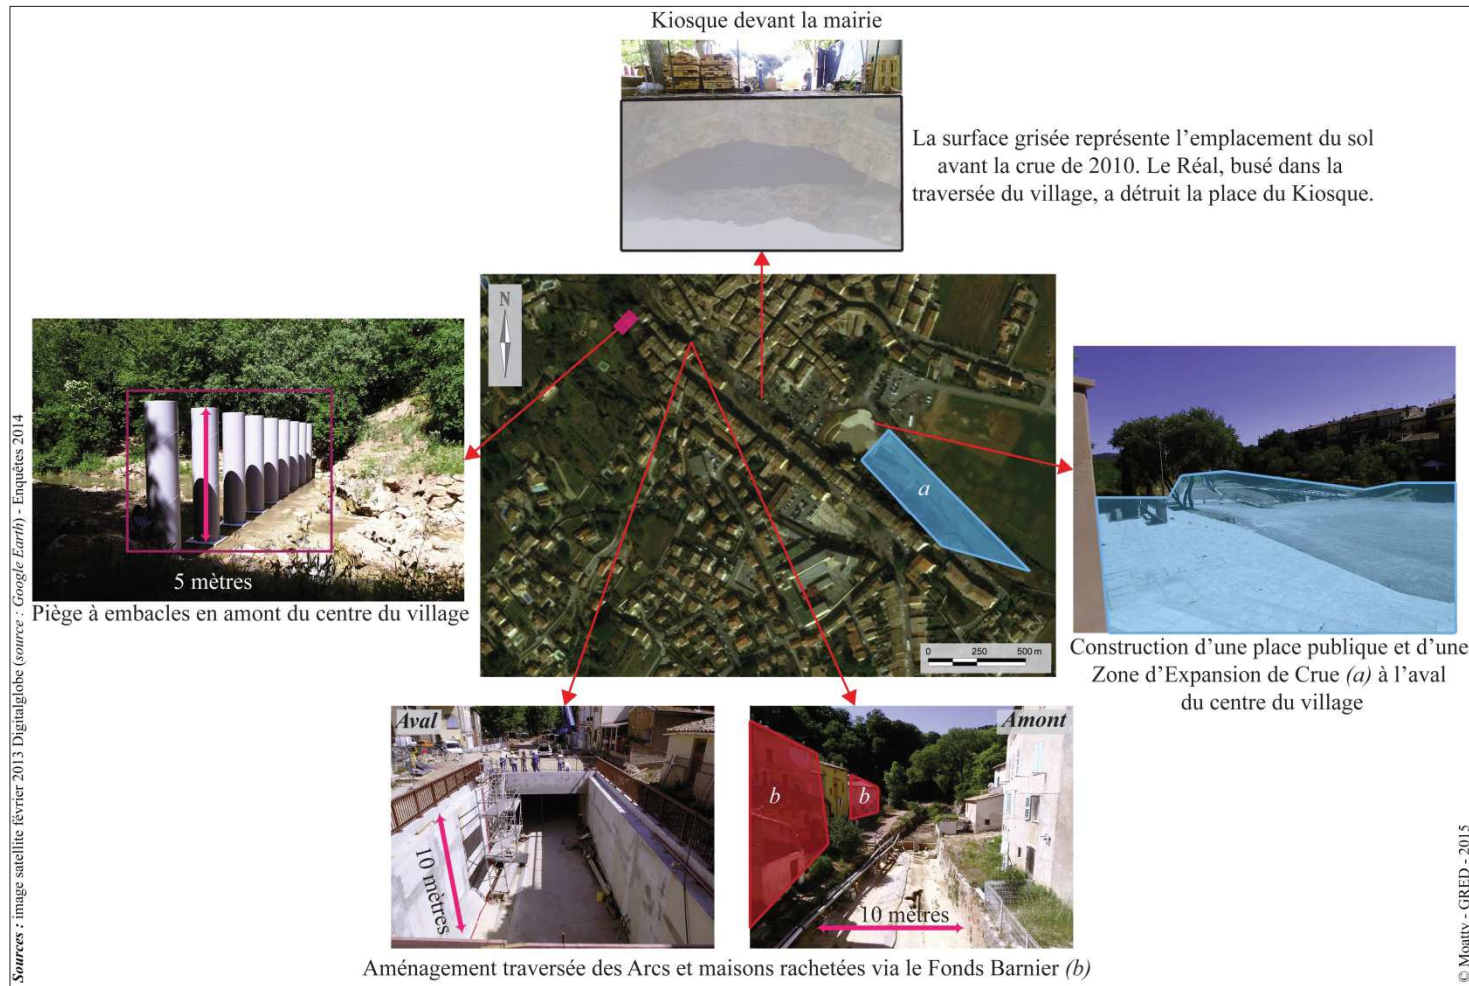 Kiosque devant la mairie
La surface grisée représente l’emplacement du sol
avant la crue de 2010. Le Réal, busé dans la
traversée du village, a détruit la place du Kiosque.
N
5 mètres
Piège à embacles en amont du centre du village
a
0 250 500 m
Construction d’une place publique et d’une
Zone d’Expansion de Crue (a) à l’aval
du centre du village
Aval
10 mètres
Amont
b
b
10 mètres
Aménagement traversée des Arcs et maisons rachetées via le Fonds Barnier (b)
Sources : image satellite février 2013 Digitalglobe (source : Google Earth) - Enquêtes 2014
© Moatty - GRED - 2015